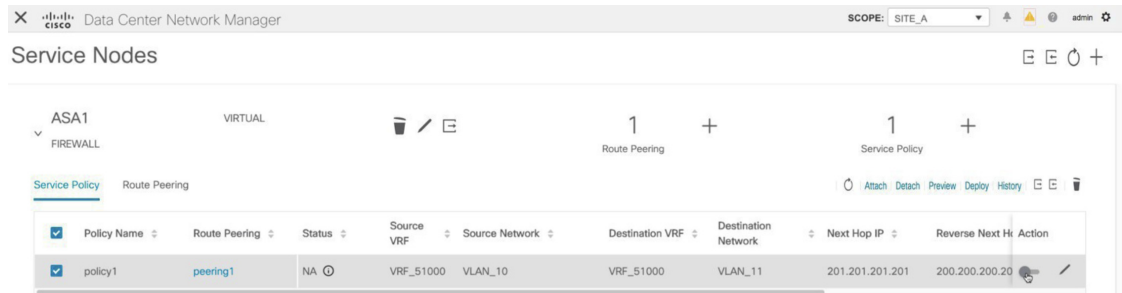 CISCO Data Center Network Manager SCOPE: SITE_A admin
Service Nodes
ASA1 VIRTUAL 1 1
FIREWALL Route Peering Service Policy
Service Policy Route Peering Attach Detach Preview Deploy History
Policy Name Route Peering Status Source VRF Source Network Destination VRF Destination Network Next Hop IP Reverse Next Action
policy1 peering1 NA VRF_51000 VLAN_10 VRF_51000 VLAN_11 201.201.201.201 200.200.200.20